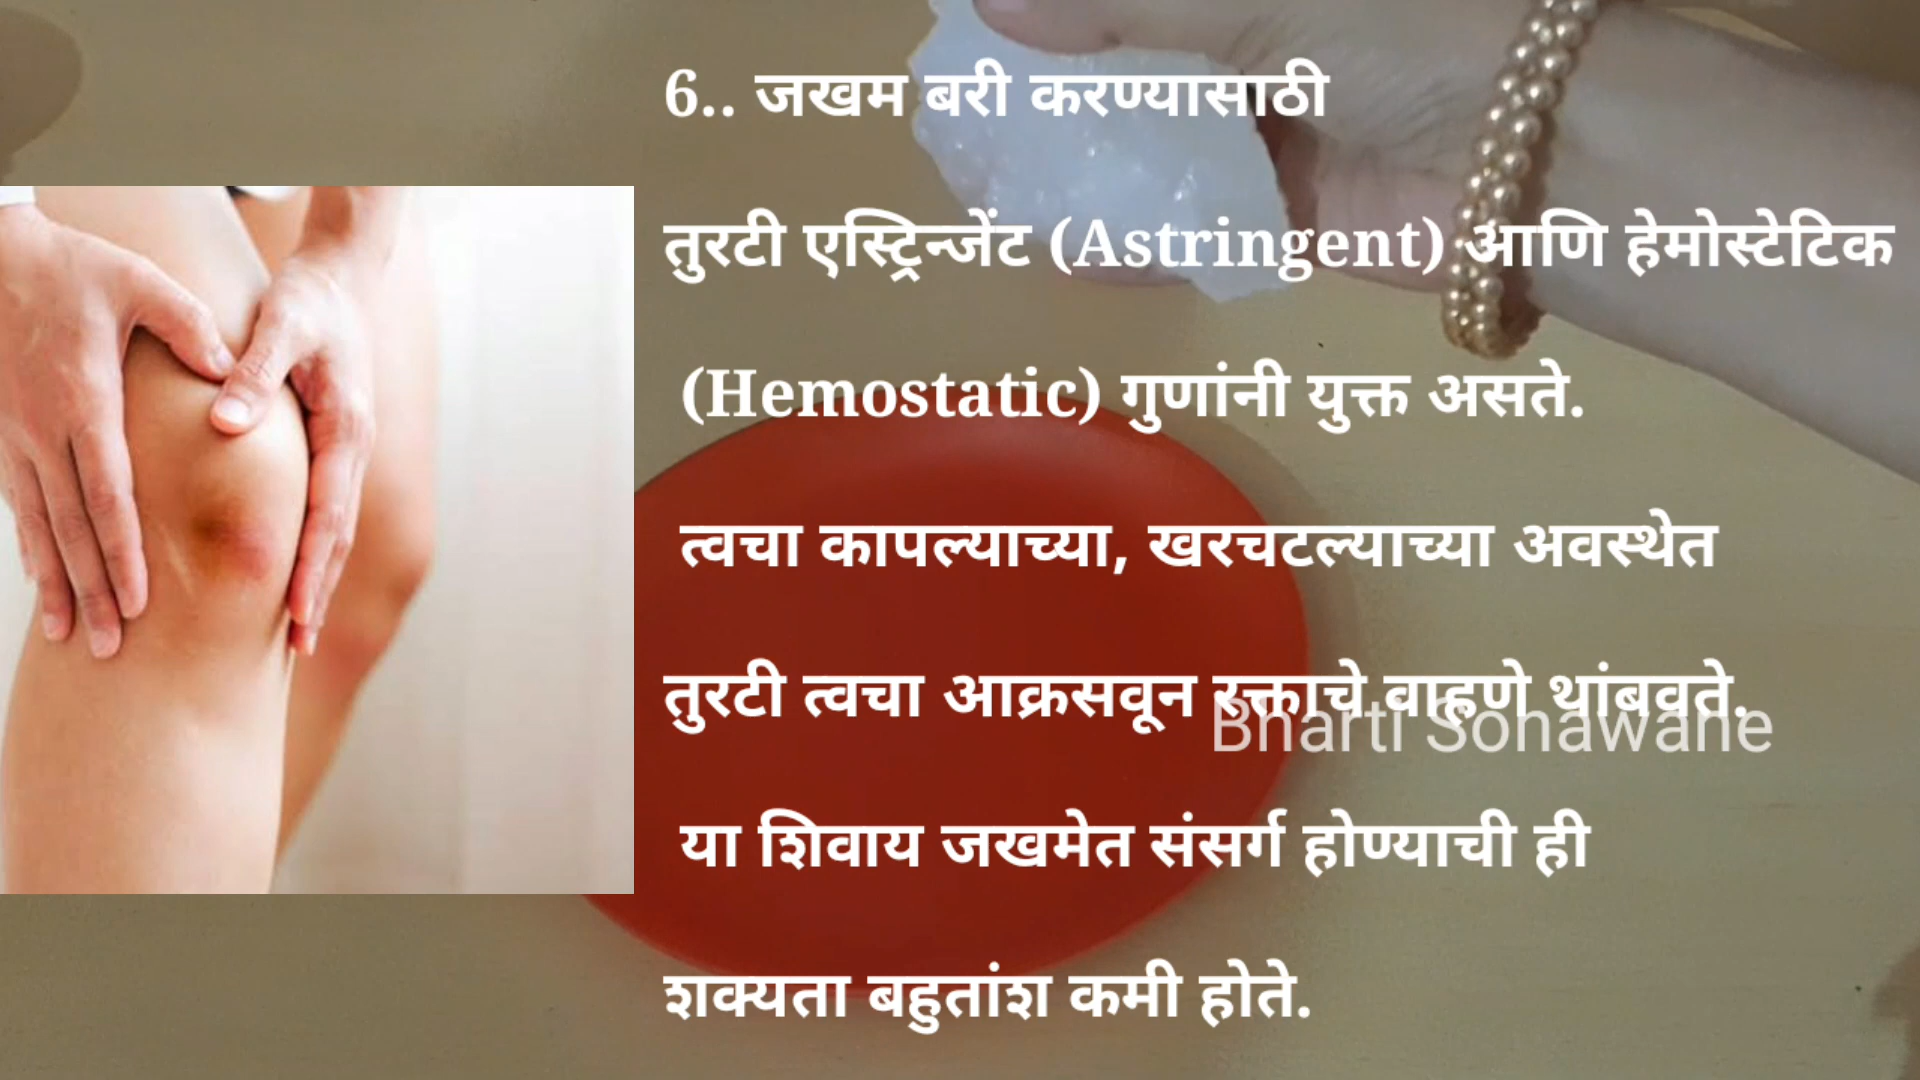 6.. जखम बरी करण्यासाठी
तुरटी एस्ट्रिन्जेंट (Astringent) आणि हेमोस्टेटिक
(Hemostatic) गुणांनी युक्त असते.
त्वचा कापल्याच्या, खरचटल्याच्या अवस्थेत
तुरटी त्वचा आक्रसवून रक्ताचे वाहणे थांबवते.
Bharti Sonawane
या शिवाय जखमेत संसर्ग होण्याची ही
शक्यता बहुतांश कमी होते.